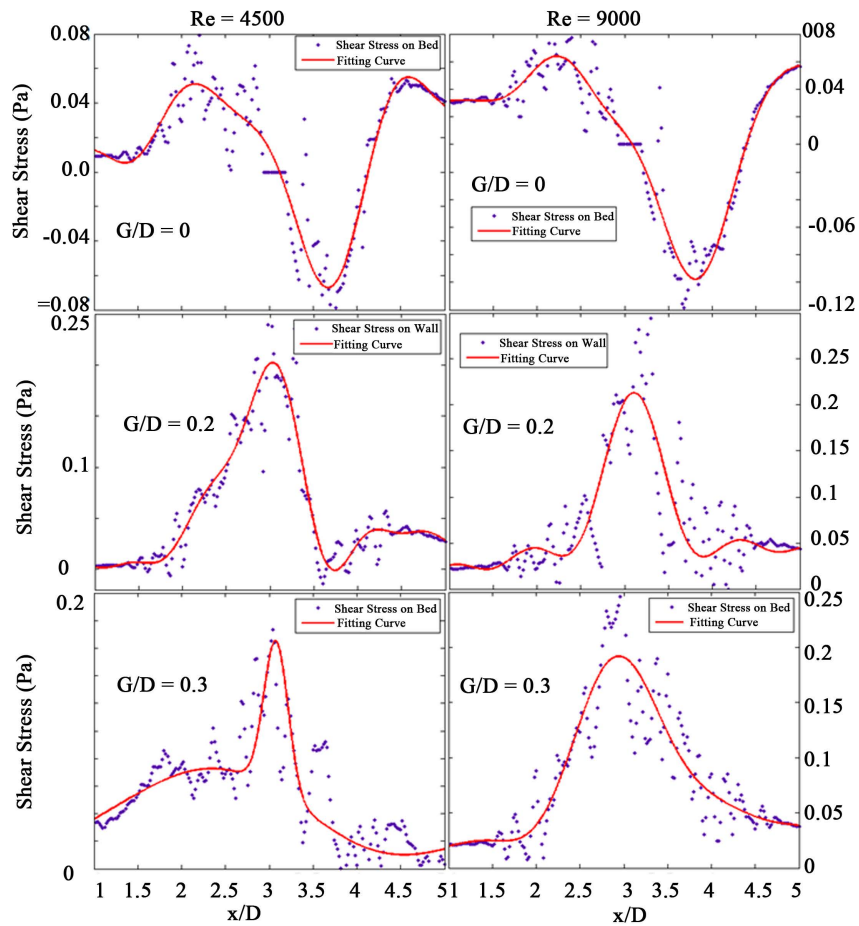 Re = 4500
Re = 9000
Shear Stress (Pa)
0.08
0.04
0.0
-0.04
=0.08
Shear Stress on Bed
Fitting Curve
G/D = 0
008
0.04
0
-0.06
-0.12
G/D = 0
Shear Stress on Bed
Fitting Curve
Shear Stress (Pa)
0.25
0.1
0
Shear Stress on Wall
Fitting Curve
G/D = 0.2
Shear Stress on Wall
Fitting Curve
G/D = 0.2
0.25
0.2
0.15
0.1
0.05
0
Shear Stress (Pa)
0.2
0
Shear Stress on Bed
Fitting Curve
G/D = 0.3
Shear Stress on Bed
Fitting Curve
G/D = 0.3
0.25
0.2
0.15
0.1
0.05
0
1 1.5 2 2.5 3 3.5 4 4.5 51 1.5 2 2.5 3 3.5 4 4.5 5
x/D x/D